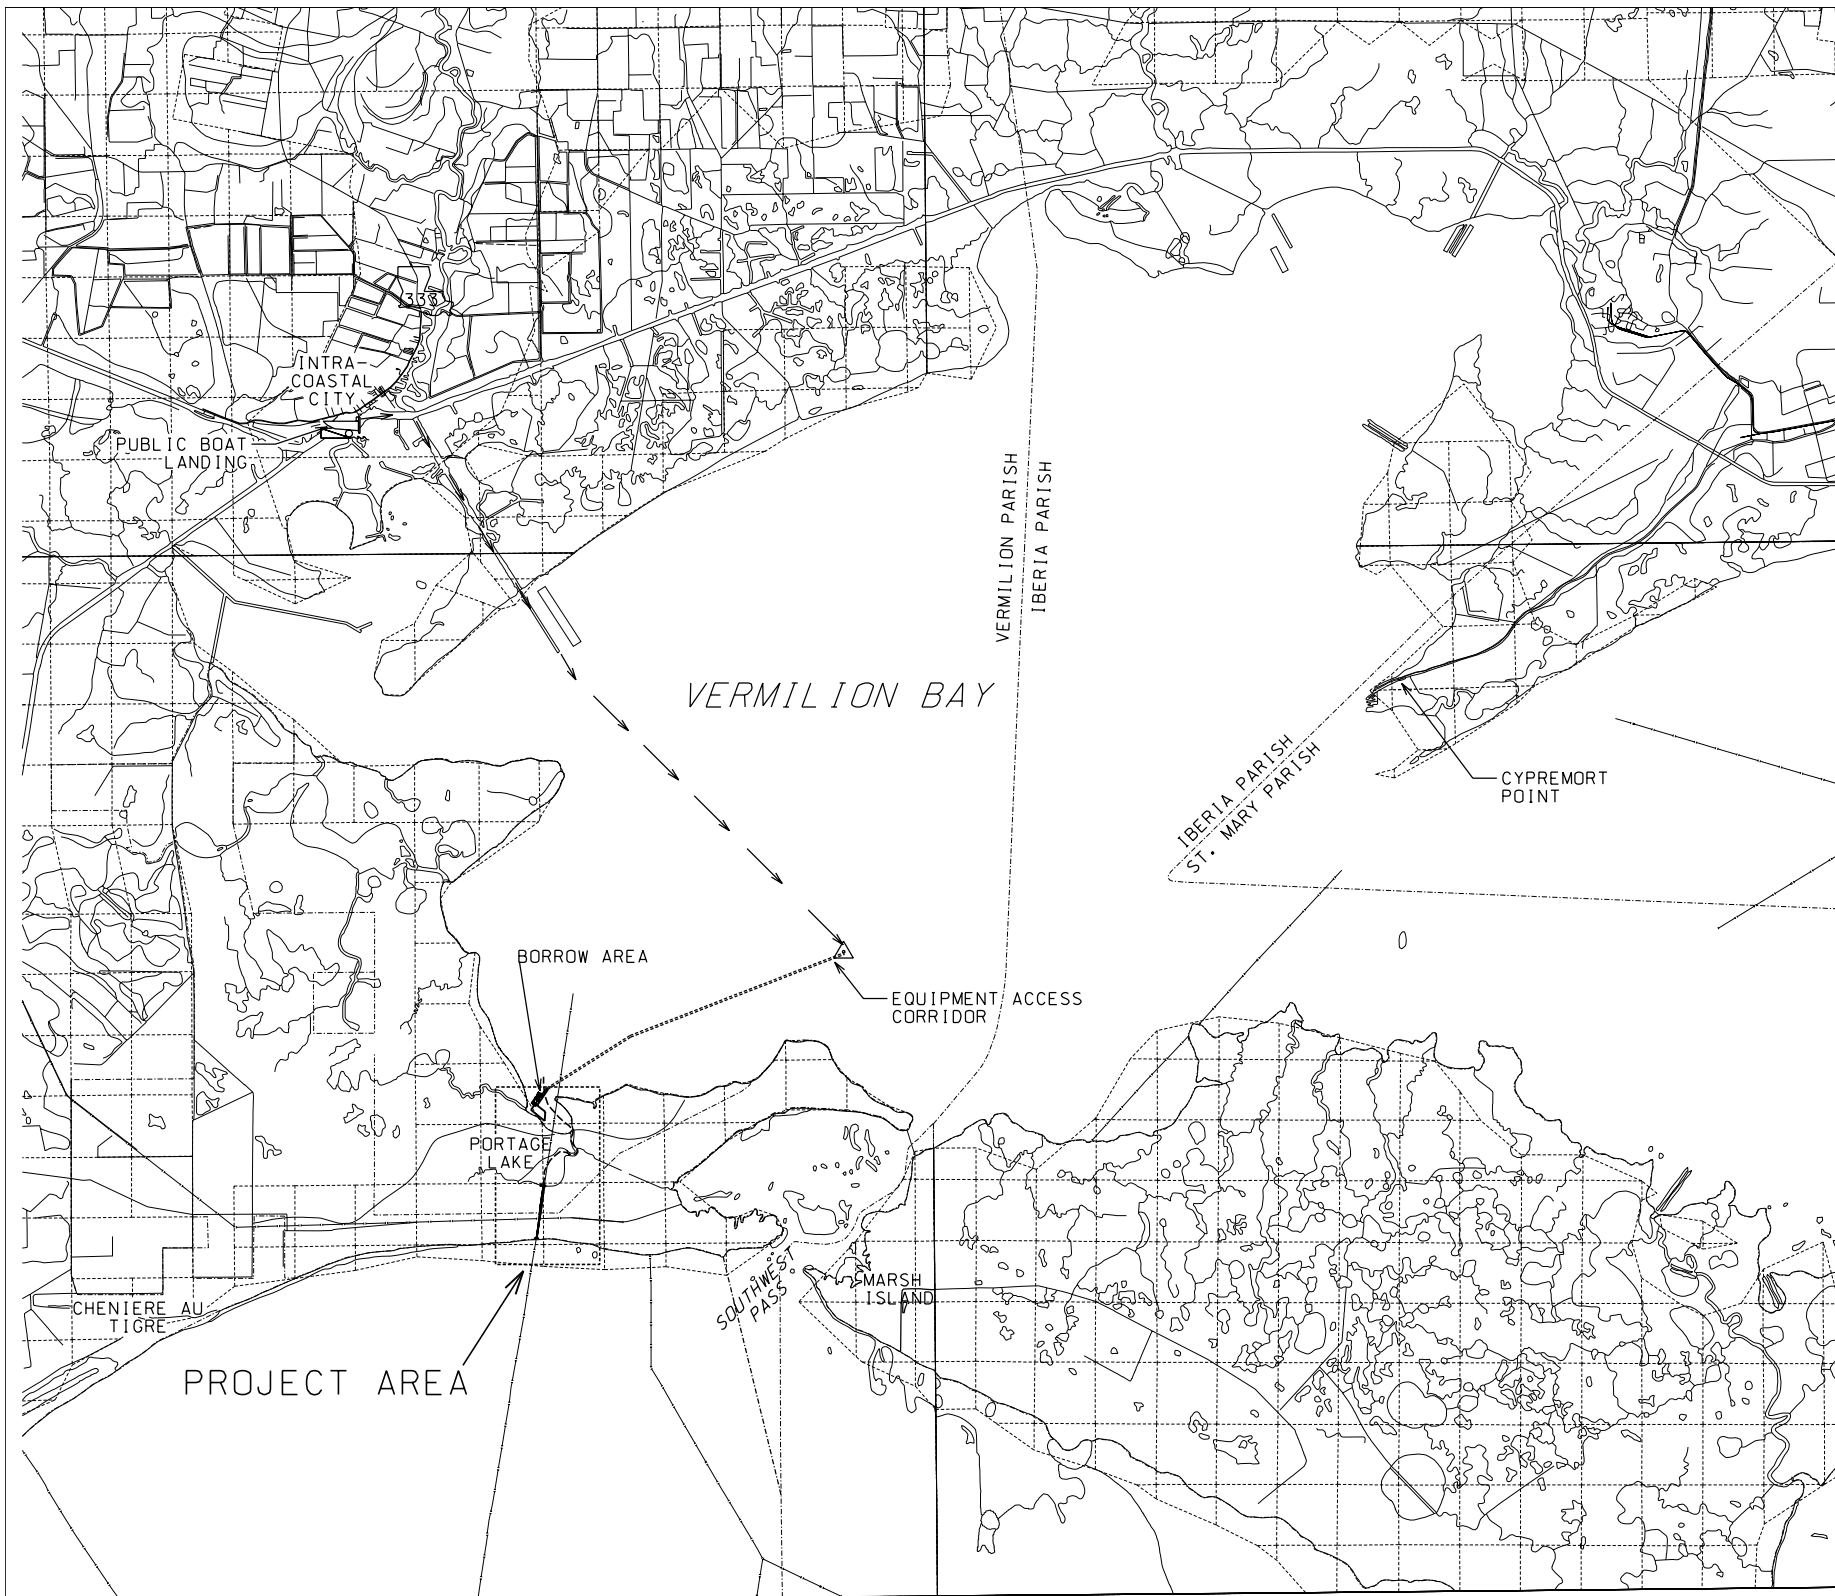 333
INTRA-
COASTAL
CITY
PUBLIC BOAT
LANDING
VERMILION PARISH
IBERIA PARISH
VERMILION BAY
IBERIA PARISH
ST. MARY PARISH
CYPREMORT
POINT
BORROW AREA
EQUIPMENT ACCESS
CORRIDOR
PORTAGE
LAKE
SOUTHWEST
PASS
MARSH
ISLAND
CHENIERE AU
TIGRE
PROJECT AREA